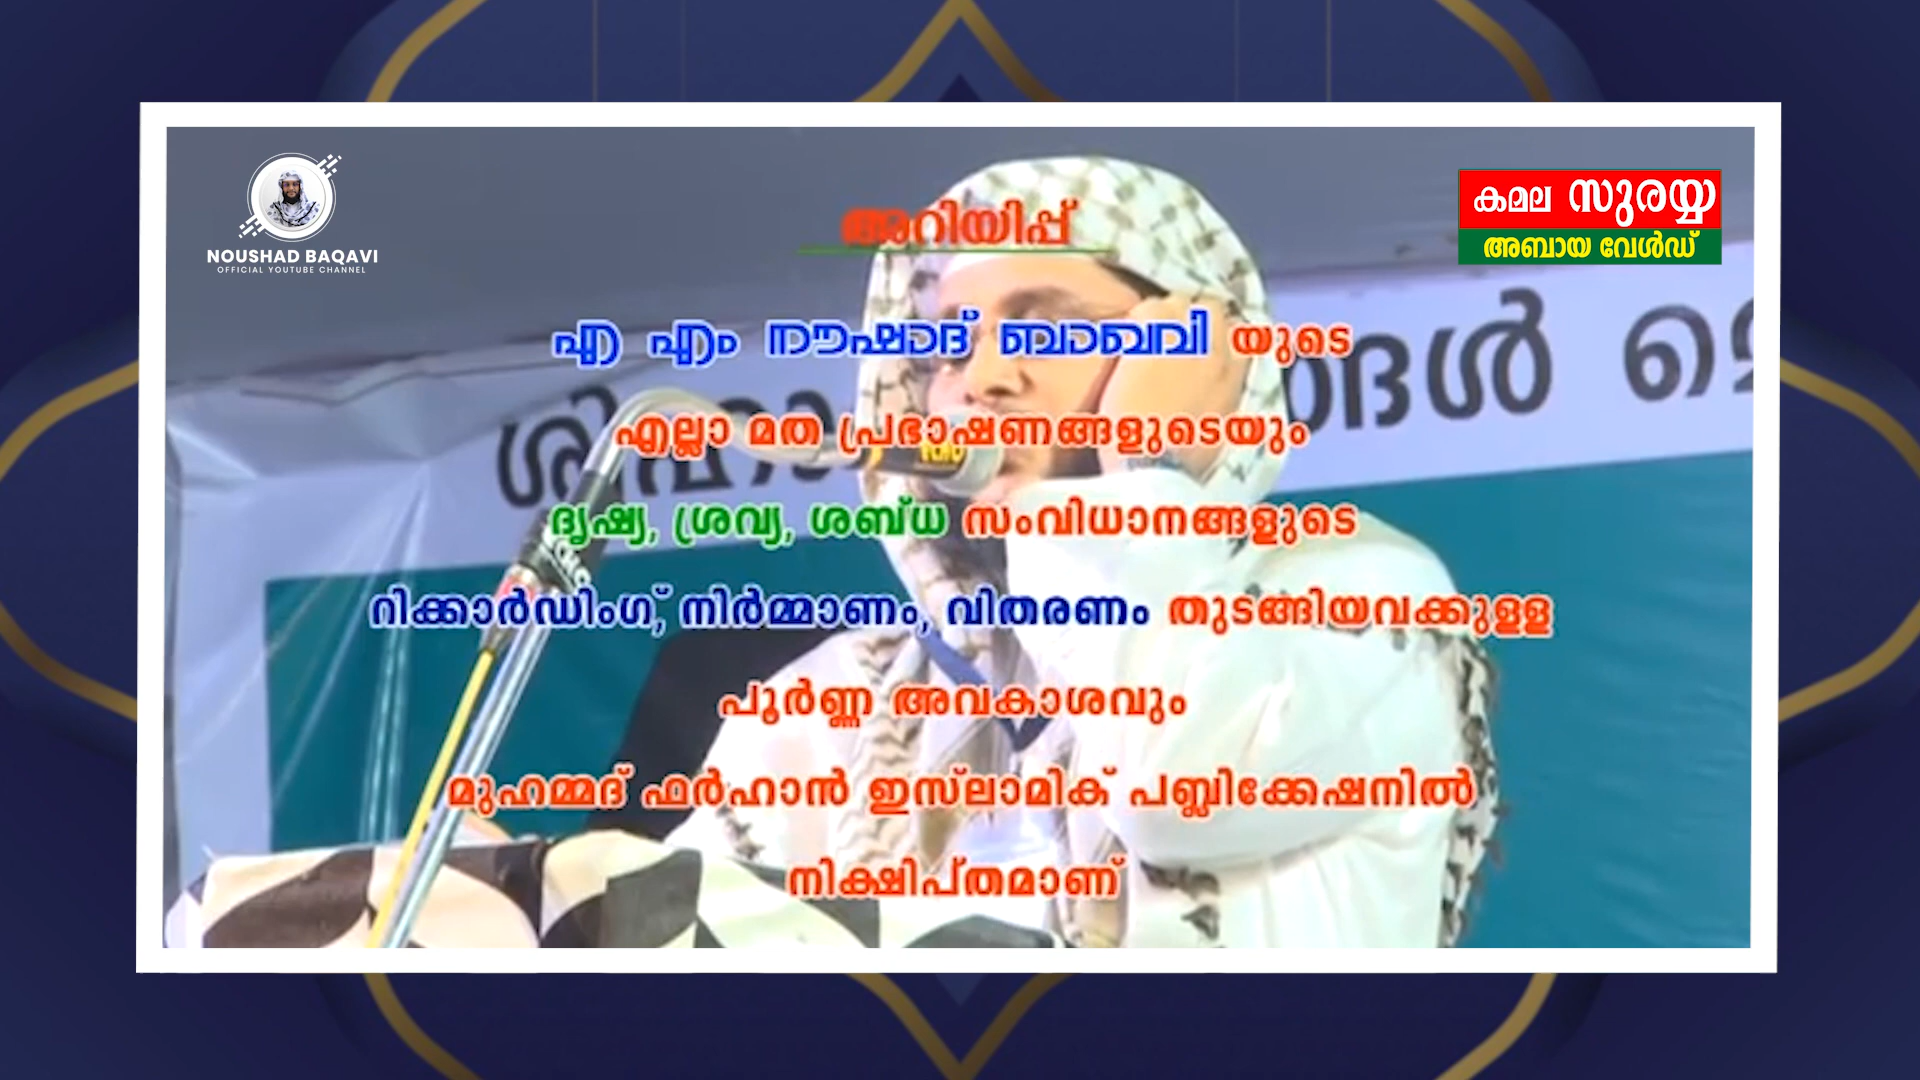 NOUSHAD BAQAVI
OFFICIAL YOUTUBE CHANNEL
കമല സുരയ്യ
അബായ വേൾഡ്
അറിയിപ്പ്
എ എം നൗഷാദ് ബാഖവി യുടെ
എല്ലാ മത പ്രഭാഷണങ്ങളുടെയും
ദൃഷ്യ, ശ്രവ്യ, ശബ്ധ സംവിധാനങ്ങളുടെ
റിക്കാർഡിംഗ്, നിർമ്മാണം, വിതരണം തുടങ്ങിയവക്കുള്ള
പൂർണ്ണ അവകാശവും
മുഹമ്മദ് ഫർഹാൻ ഇസ്‌ലാമിക് പബ്ലിക്കേഷനിൽ
നിക്ഷിപ്തമാണ്